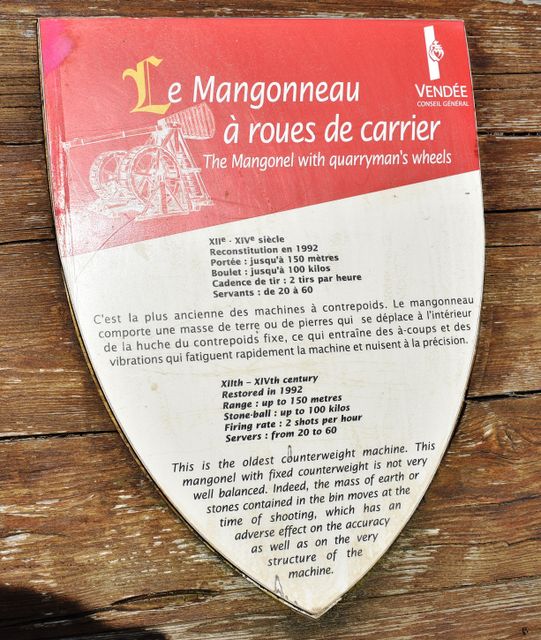 Le Mangonneau
à roues de carrier
The Mangonel with quarryman's wheels
VENDÉE
CONSEIL GÉNÉRAL
XIIe - XIVe siècle
Reconstitution en 1992
Portée : jusqu'à 150 mètres
Boulet : jusqu'à 100 kilos
Cadence de tir : 2 tirs par heure
Servants : de 20 à 60
C'est la plus ancienne des machines à contrepoids. Le mangonneau
comporte une masse de terre ou de pierres qui se déplace à l'intérieur
de la huche du contrepoids fixe, ce qui entraîne des à-coups et des
vibrations qui fatiguent rapidement la machine et nuisent à la précision.
XIIth – XIVth century
Restored in 1992
Range : up to 150 metres
Stone-ball : up to 100 kilos
Firing rate : 2 shots per hour
Servers : from 20 to 60
This is the oldest counterweight machine. This
mangonel with fixed counterweight is not very
well balanced. Indeed, the mass of earth or
stones contained in the bin moves at the
time of shooting, which has an
adverse effect on the accuracy
as well as on the very
structure of the
machine.